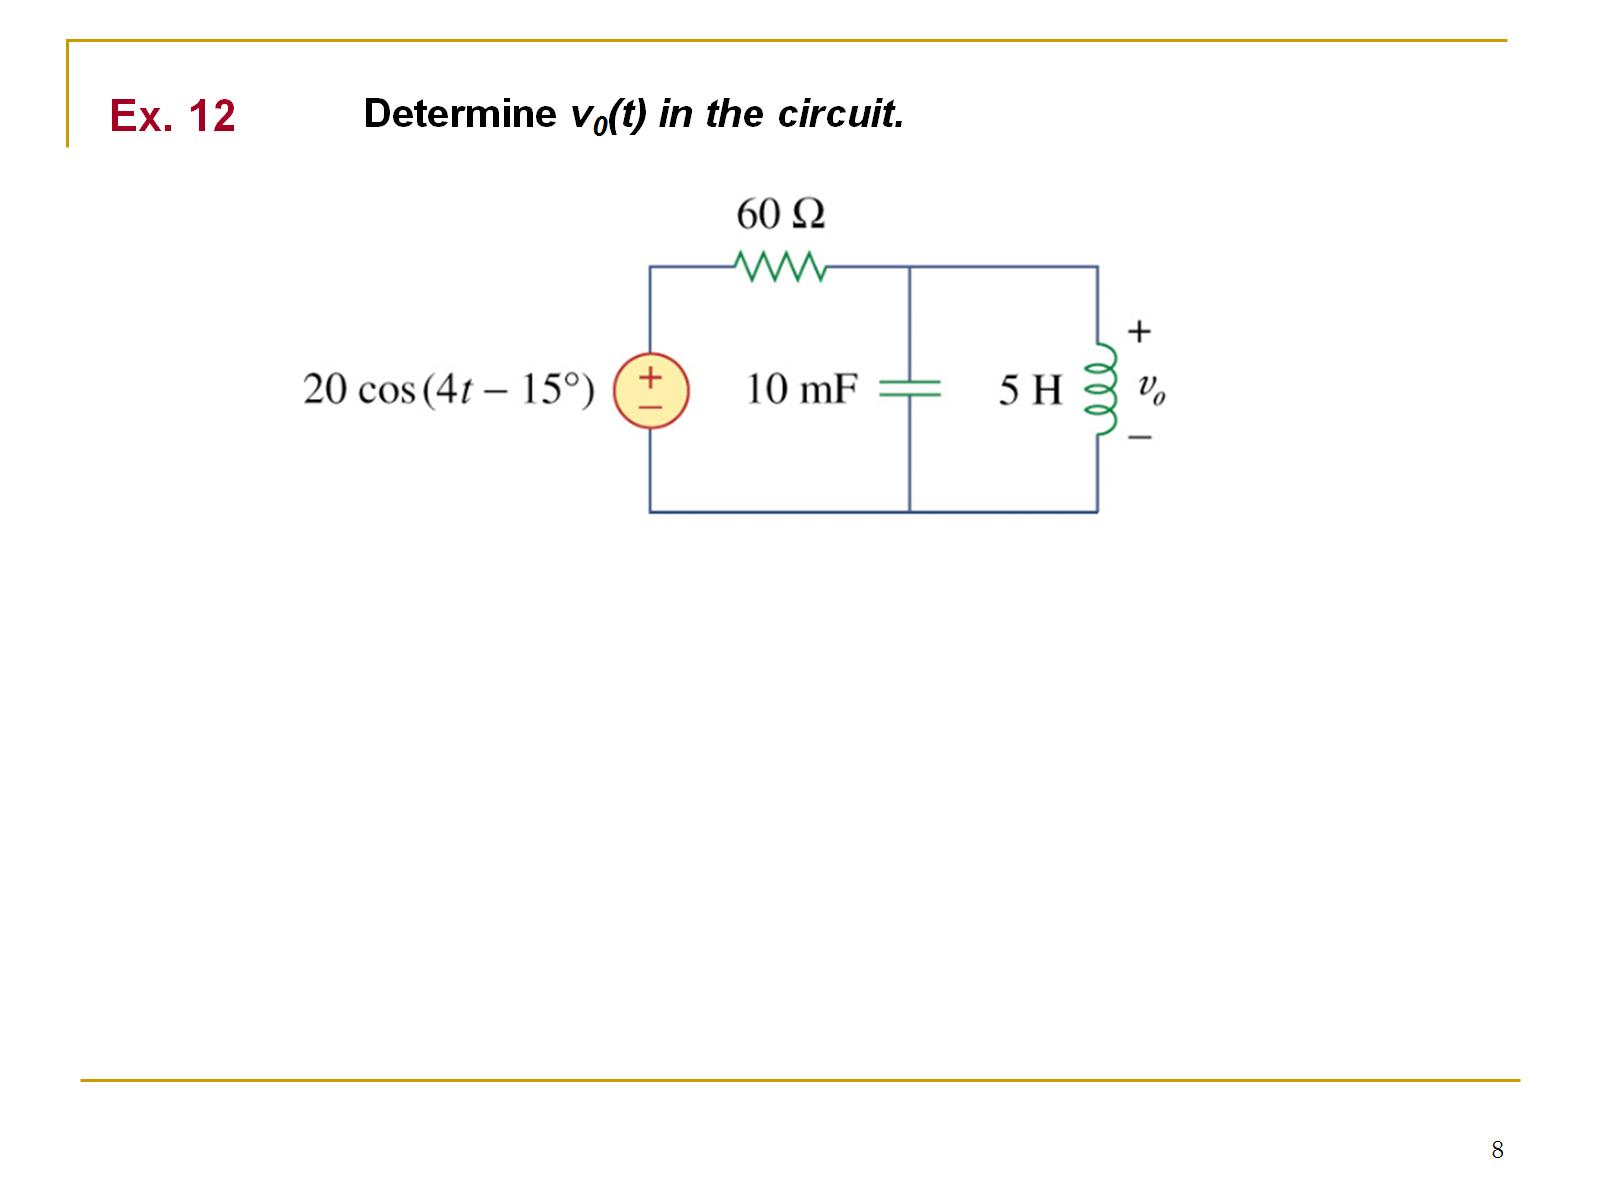 Ex. 12 Determine v0(t) in the circuit.
60 Ω
20 cos (4t – 15°)
+
–
10 mF
5 H
+
vo
–
8